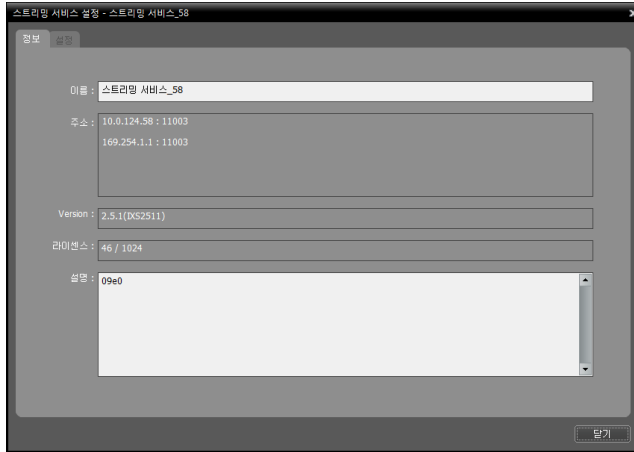 스트리밍 서비스 설정 - 스트리밍 서비스_58
정보 설정
이름 : 스트리밍 서비스_58
주소 : 10.0.124.58 : 11003
169.254.1.1 : 11003
Version : 2.5.1(IXS2511)
라이센스 : 46 / 1024
설명 : 09e0
닫기